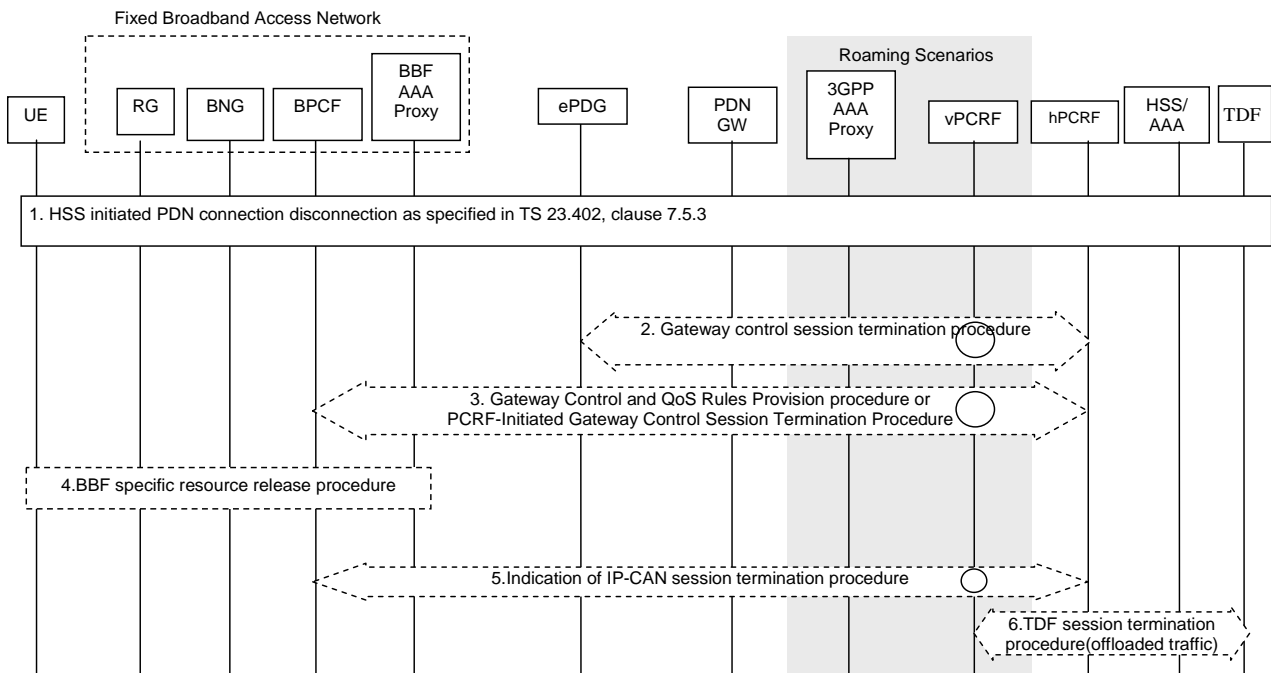 Fixed Broadband Access Network
Roaming Scenarios
UE
RG
BNG
BPCF
BBF
AAA
Proxy
ePDG
PDN
GW
3GPP
AAA
Proxy
vPCRF
hPCRF
HSS/
AAA
TDF
1. HSS initiated PDN connection disconnection as specified in TS 23.402, clause 7.5.3
2. Gateway control session termination procedure
3. Gateway Control and QoS Rules Provision procedure or
PCRF-Initiated Gateway Control Session Termination Procedure
4.BBF specific resource release procedure
5.Indication of IP-CAN session termination procedure
6.TDF session termination
procedure(offloaded traffic)